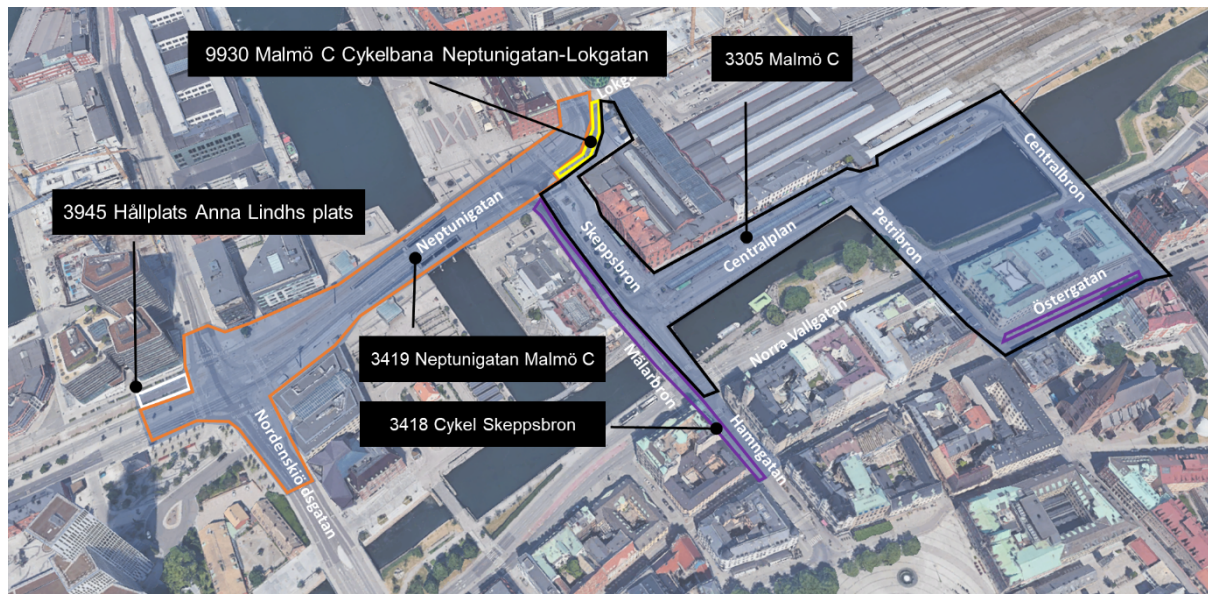 9930 Malmö C Cykelbana Neptunigatan-Lokgatan
3305 Malmö C
Lokga
3945 Hållplats Anna Lindhs plats
Neptunigatan
Skeppsbron
Centralplan
Petribron
Centralbron
Östergatan
Norra Vallgatan
3419 Neptunigatan Malmö C
Mälarbron
3418 Cykel Skeppsbron
Hamngatan
Nordenskiöldsgatan